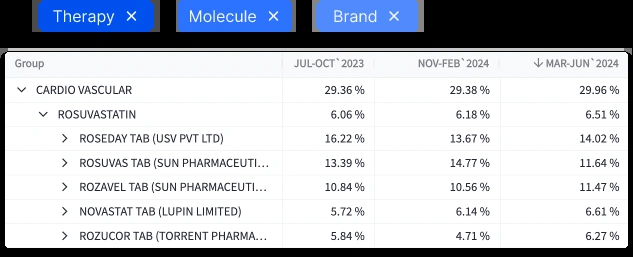 Therapy ✕ Molecule ✕ Brand ✕
Group JUL-OCT`2023 NOV-FEB`2024 ↓ MAR-JUN`2024
CARDIO VASCULAR 29.36 % 29.38 % 29.96 %
ROSUVASTATIN 6.06 % 6.18 % 6.51 %
ROSEDAY TAB (USV PVT LTD) 16.22 % 13.67 % 14.02 %
ROSUVAS TAB (SUN PHARMACEUTI... 13.39 % 14.77 % 11.64 %
ROZAVEL TAB (SUN PHARMACEUTI... 10.84 % 10.56 % 11.47 %
NOVASTAT TAB (LUPIN LIMITED) 5.72 % 6.14 % 6.61 %
ROZUCOR TAB (TORRENT PHARMA... 5.84 % 4.71 % 6.27 %